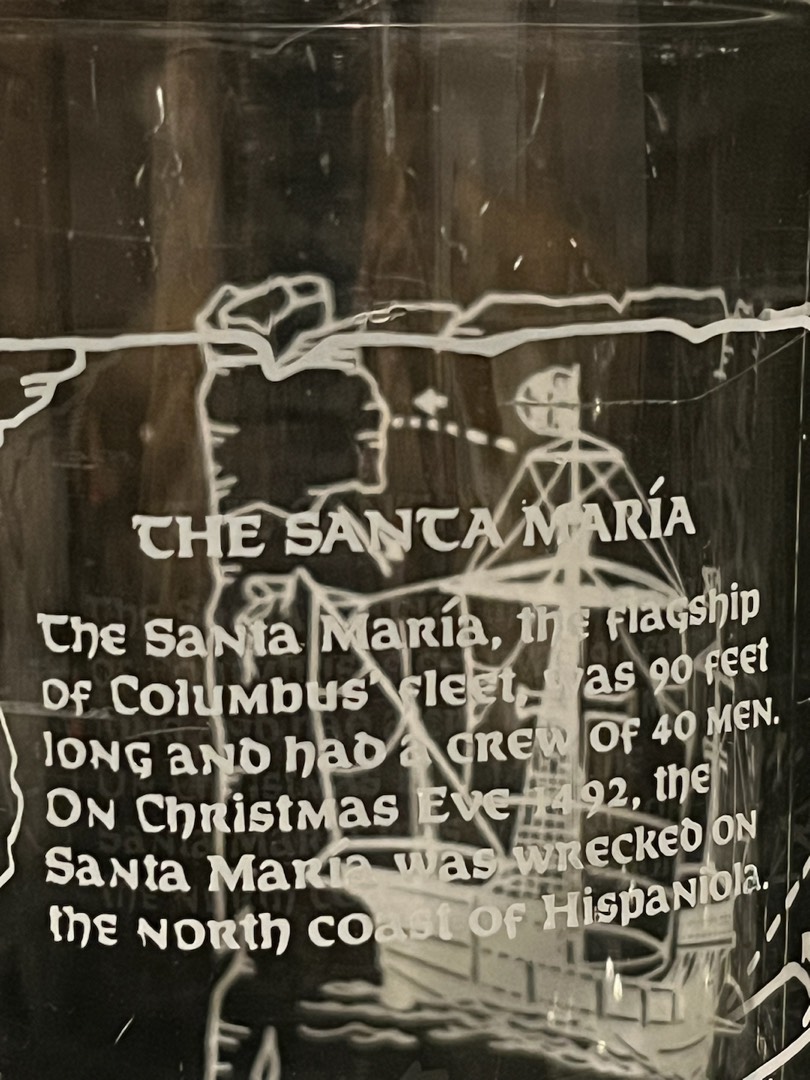 THE SANTA MARÍA
The Santa María, the flagship
of Columbus' fleet, was 90 feet
long and had a crew of 40 men.
On Christmas Eve 1492, the
Santa María was wrecked on
the north coast of Hispaniola.